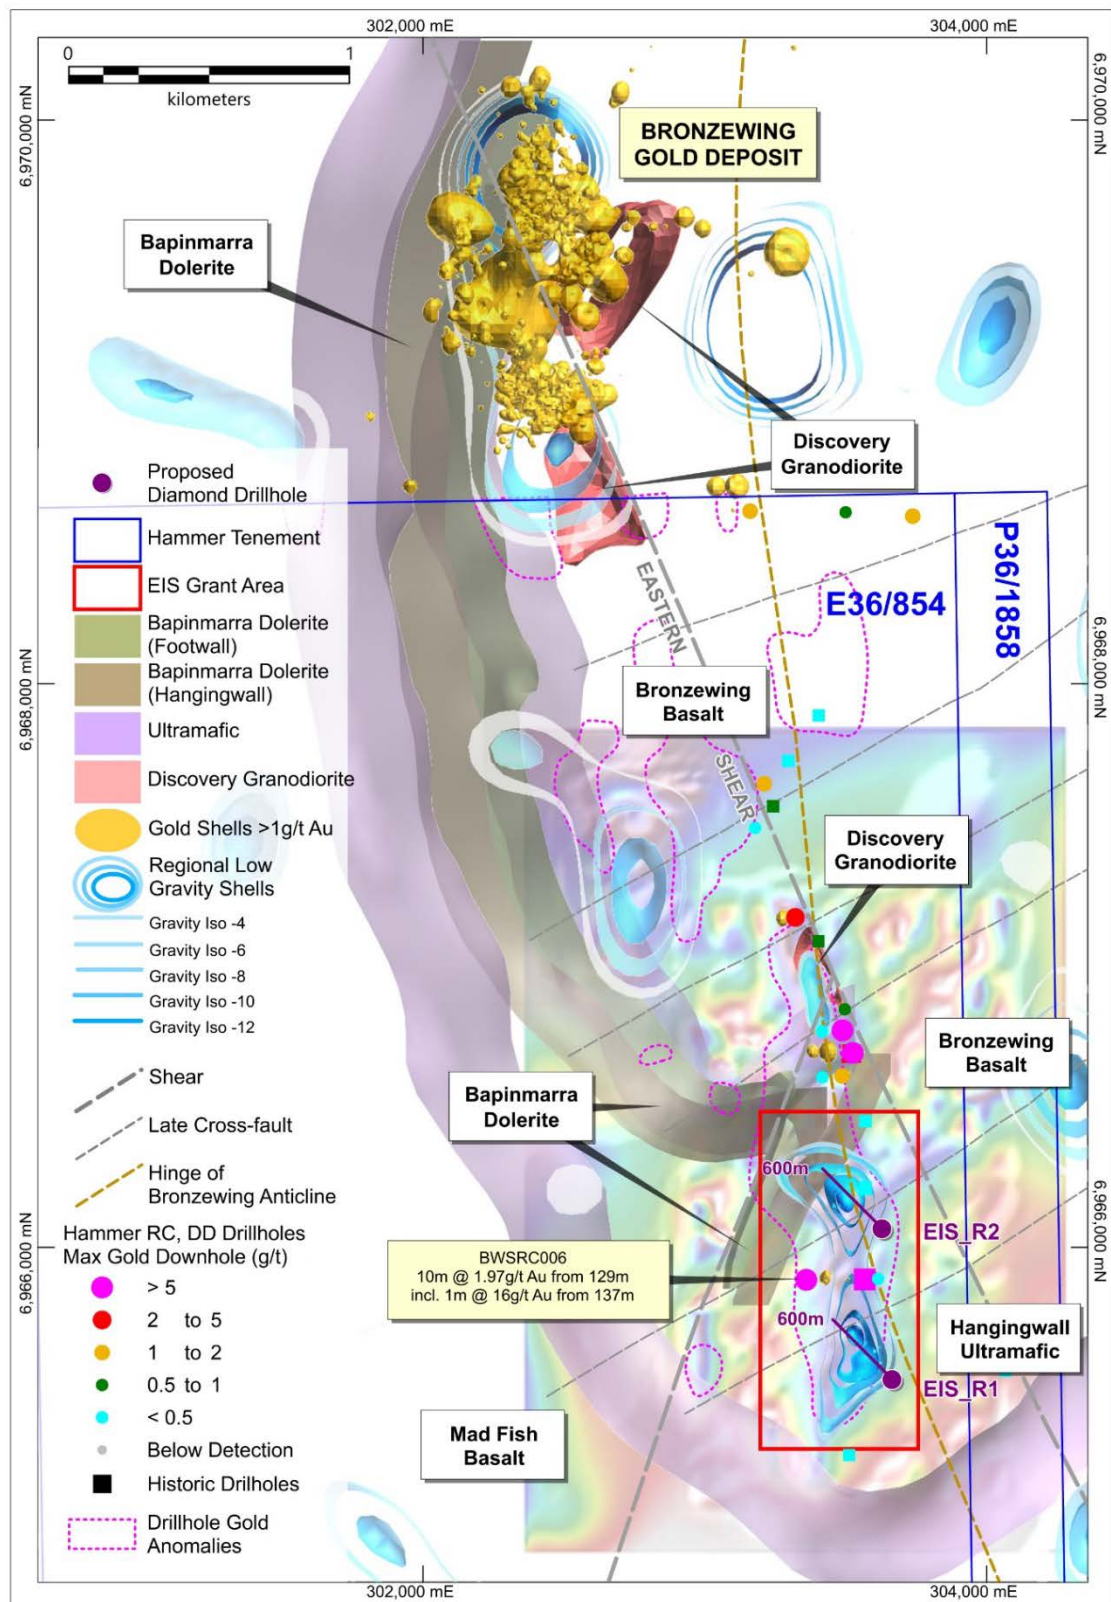 302,000 mE
304,000 mE
0
1
kilometers
6,970,000 mN
6,970,000 mN
BRONZEWING
GOLD DEPOSIT
Bapinmarra
Dolerite
Discovery
Granodiorite
Proposed
Diamond Drillhole
Hammer Tenement
EIS Grant Area
Bapinmarra Dolerite
(Footwall)
Bapinmarra Dolerite
(Hangingwall)
Ultramafic
Discovery Granodiorite
Gold Shells >1g/t Au
Regional Low
Gravity Shells
Gravity Iso -4
Gravity Iso -6
Gravity Iso -8
Gravity Iso -10
Gravity Iso -12
Shear
Late Cross-fault
Hinge of
Bronzewing Anticline
Hammer RC, DD Drillholes
Max Gold Downhole (g/t)
> 5
2 to 5
1 to 2
0.5 to 1
< 0.5
Below Detection
Historic Drillholes
Drillhole Gold
Anomalies
EASTERN
SHEAR
E36/854
P36/1858
6,968,000 mN
6,968,000 mN
Bronzewing
Basalt
Discovery
Granodiorite
Bronzewing
Basalt
Bapinmarra
Dolerite
600m
EIS_R2
6,966,000 mN
6,966,000 mN
BWSRC006
10m @ 1.97g/t Au from 129m
incl. 1m @ 16g/t Au from 137m
600m
EIS_R1
Hangingwall
Ultramafic
Mad Fish
Basalt
302,000 mE
304,000 mE